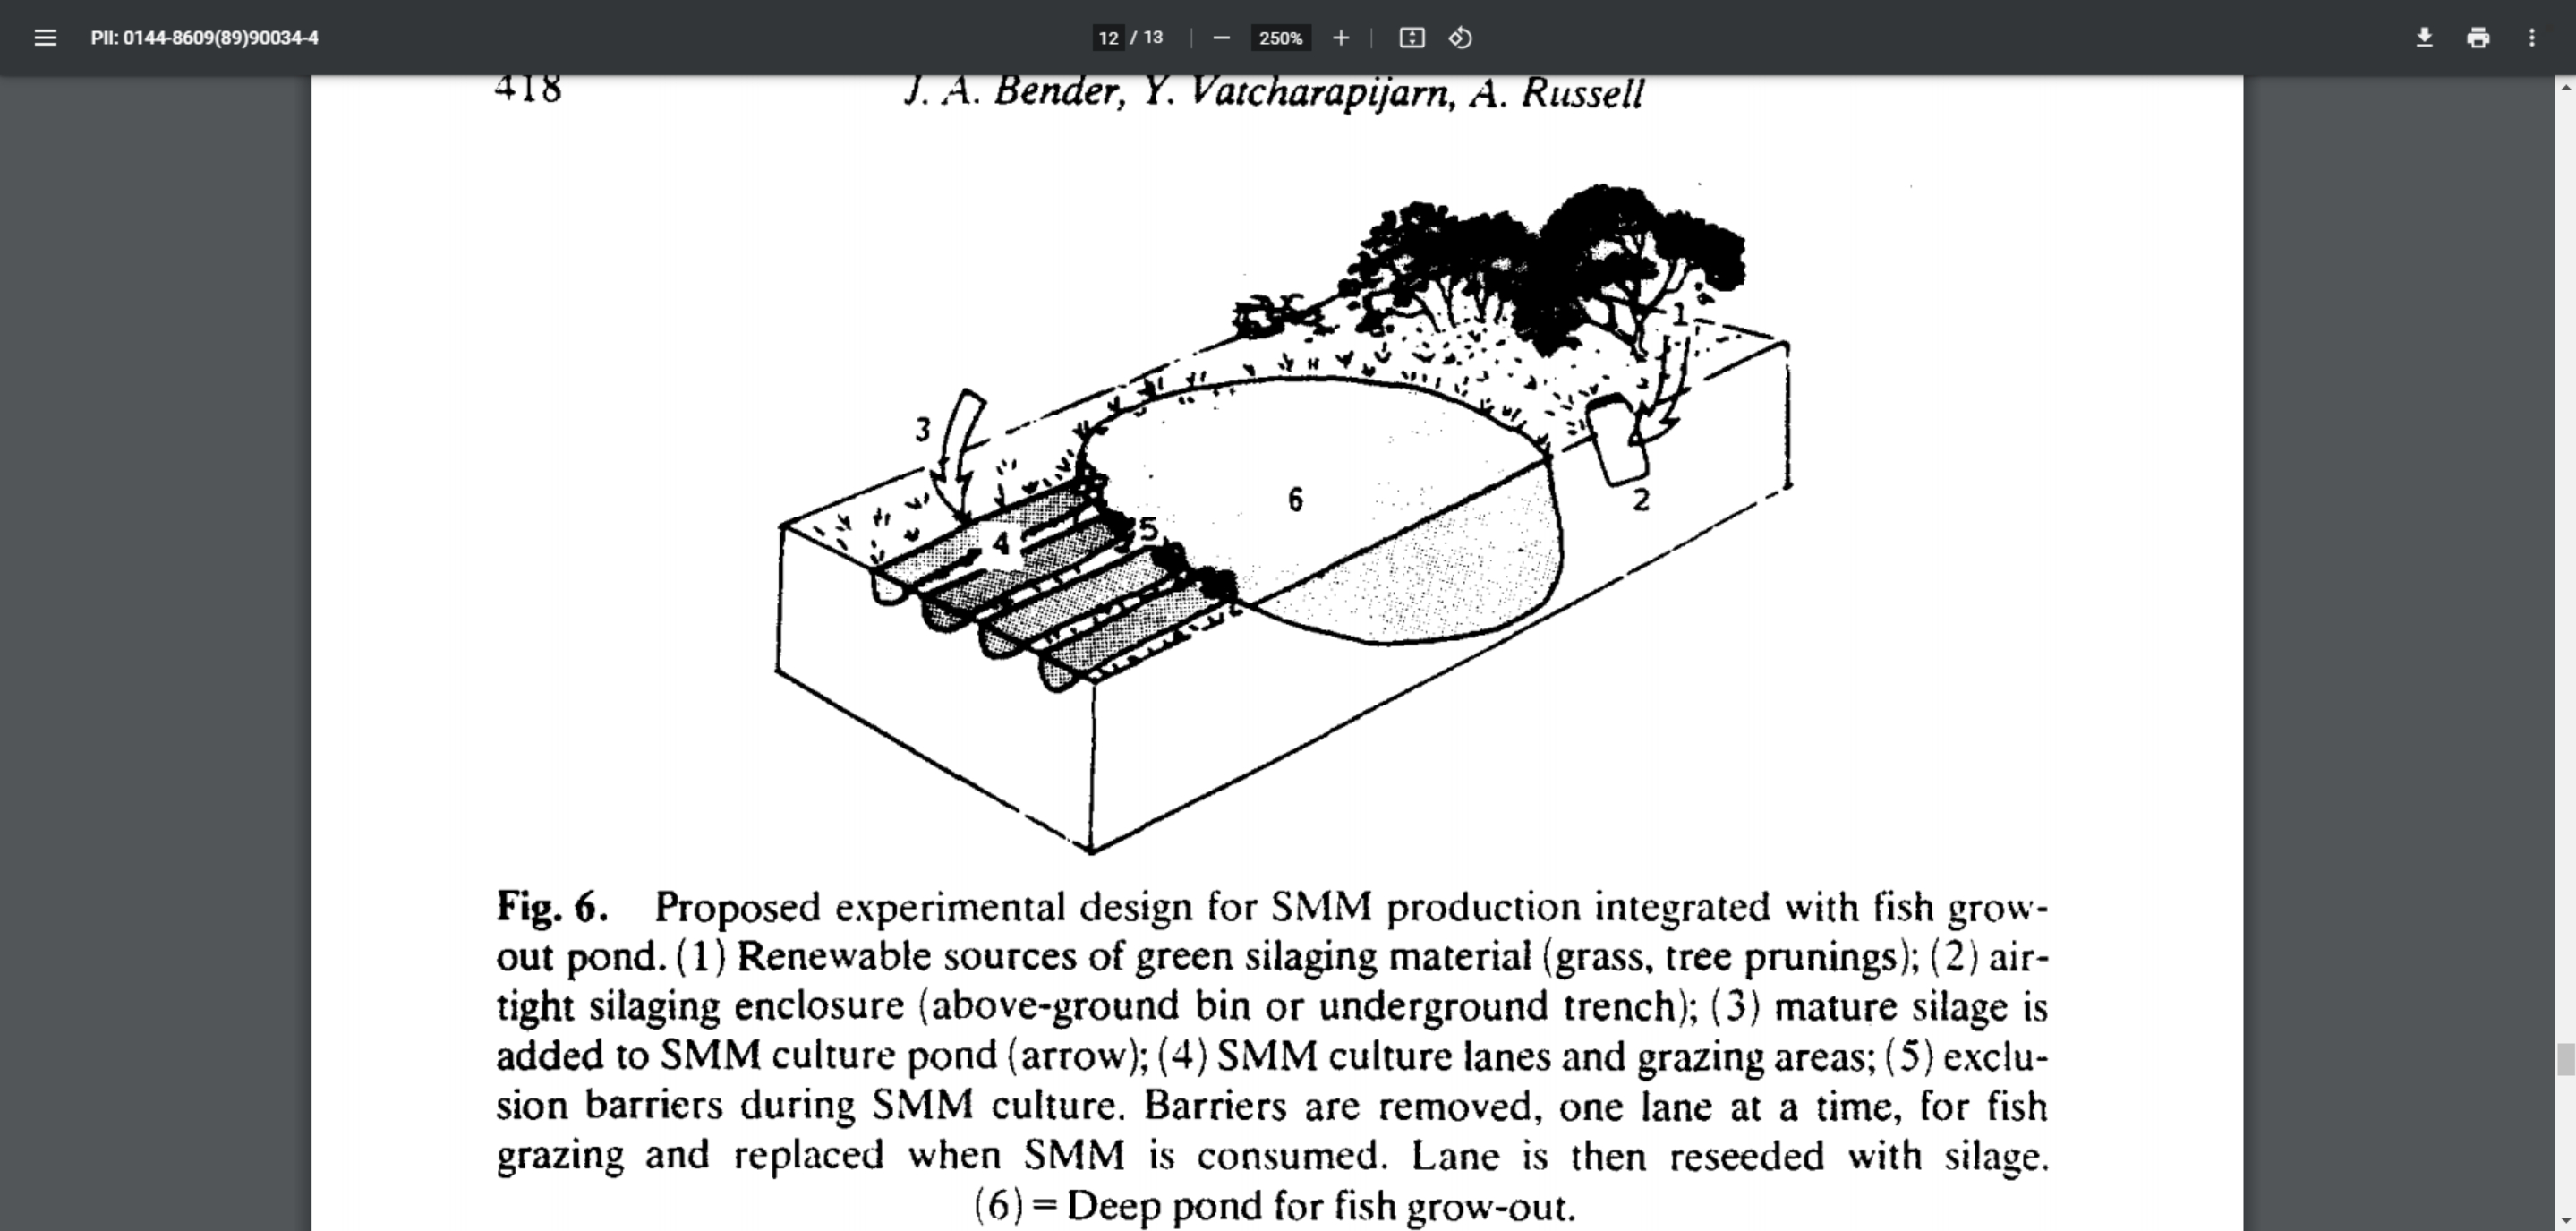 PII: 0144-8609(89)90034-4
12 / 13
250%
418
J. A. Bender, Y. Vatcharapijarn, A. Russell
1
3
6
2
5
4
Fig. 6. Proposed experimental design for SMM production integrated with fish grow-
out pond. (1) Renewable sources of green silaging material (grass, tree prunings); (2) air-
tight silaging enclosure (above-ground bin or underground trench); (3) mature silage is
added to SMM culture pond (arrow); (4) SMM culture lanes and grazing areas; (5) exclu-
sion barriers during SMM culture. Barriers are removed, one lane at a time, for fish
grazing and replaced when SMM is consumed. Lane is then reseeded with silage.
(6) = Deep pond for fish grow-out.